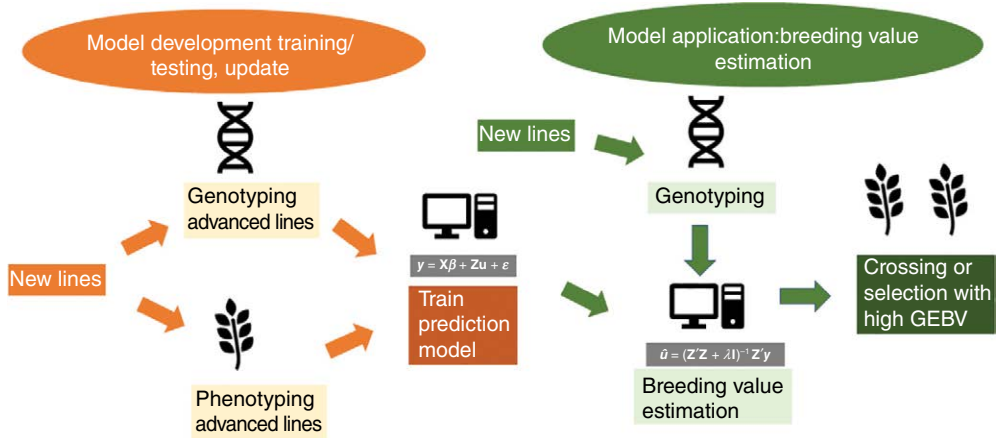 Model development training/
testing, update
Model application:breeding value
estimation
New lines
Genotyping
advanced lines
Genotyping
New lines
y = Xβ + Zu + ε
Train
prediction
model
Crossing or
selection with
high GEBV
û = (Z′Z + λI)⁻¹ Z′y
Breeding value
estimation
Phenotyping
advanced lines